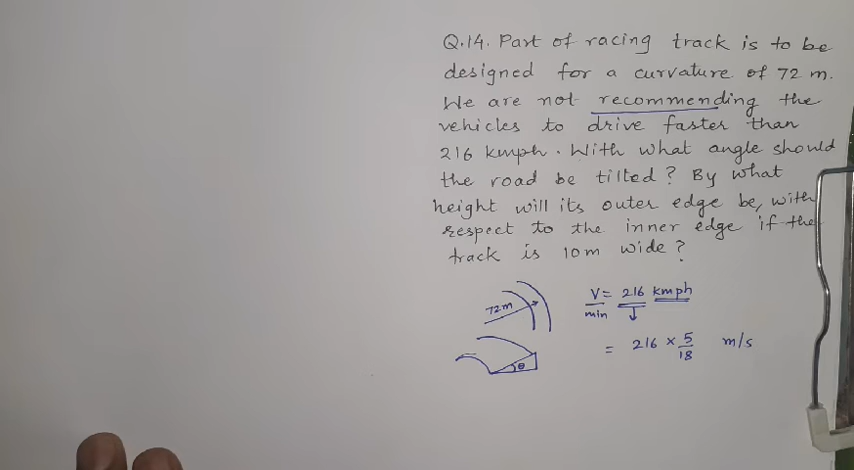 Q.14. Part of racing track is to be
designed for a curvature of 72 m.
We are not recommending the
vehicles to drive faster than
216 kmph. With what angle should
the road be tilted? By what
height will its outer edge be, with
respect to the inner edge if the
track is 10m wide?
72m
V = 216 kmph
min
= 216 × 5/18 m/s
θ